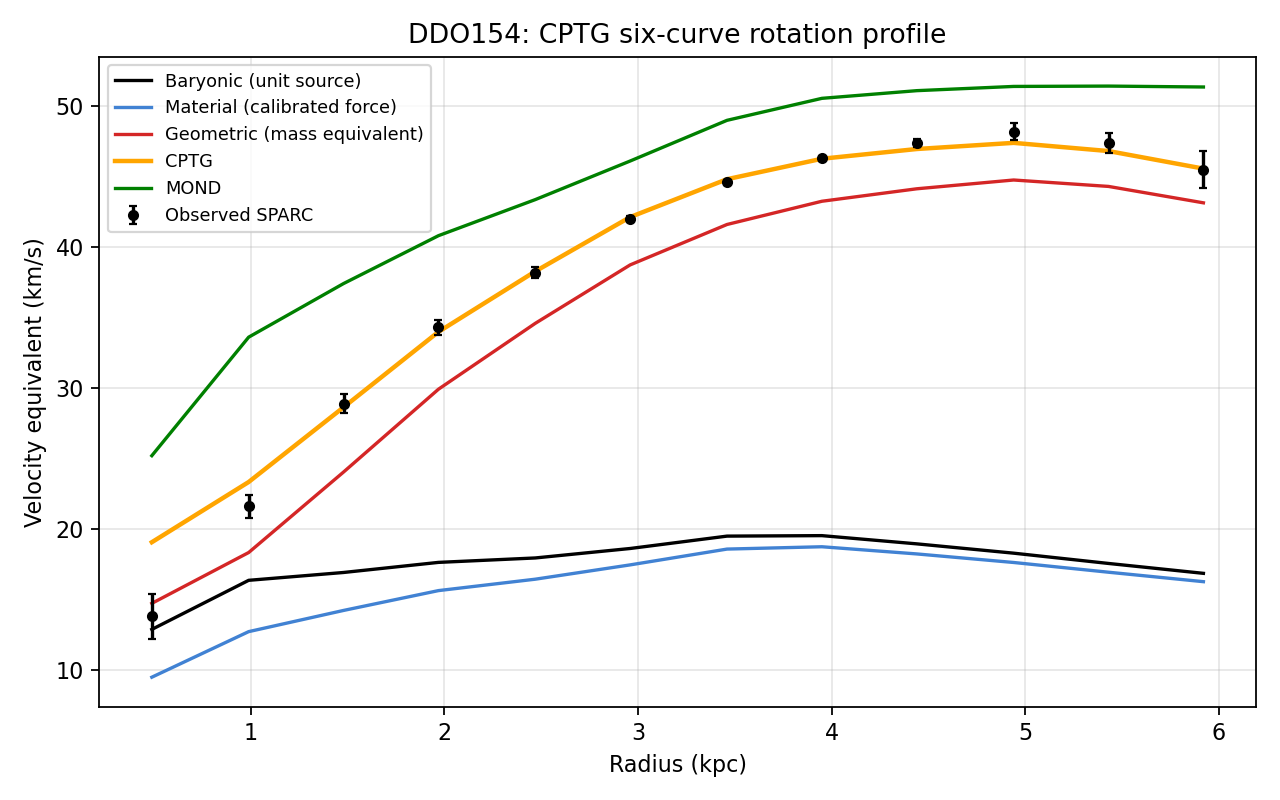 DDO154: CPTG six-curve rotation profile
Baryonic (unit source)
Material (calibrated force)
Geometric (mass equivalent)
CPTG
MOND
Observed SPARC
Velocity equivalent (km/s)
50
40
30
20
10
1 2 3 4 5 6
Radius (kpc)